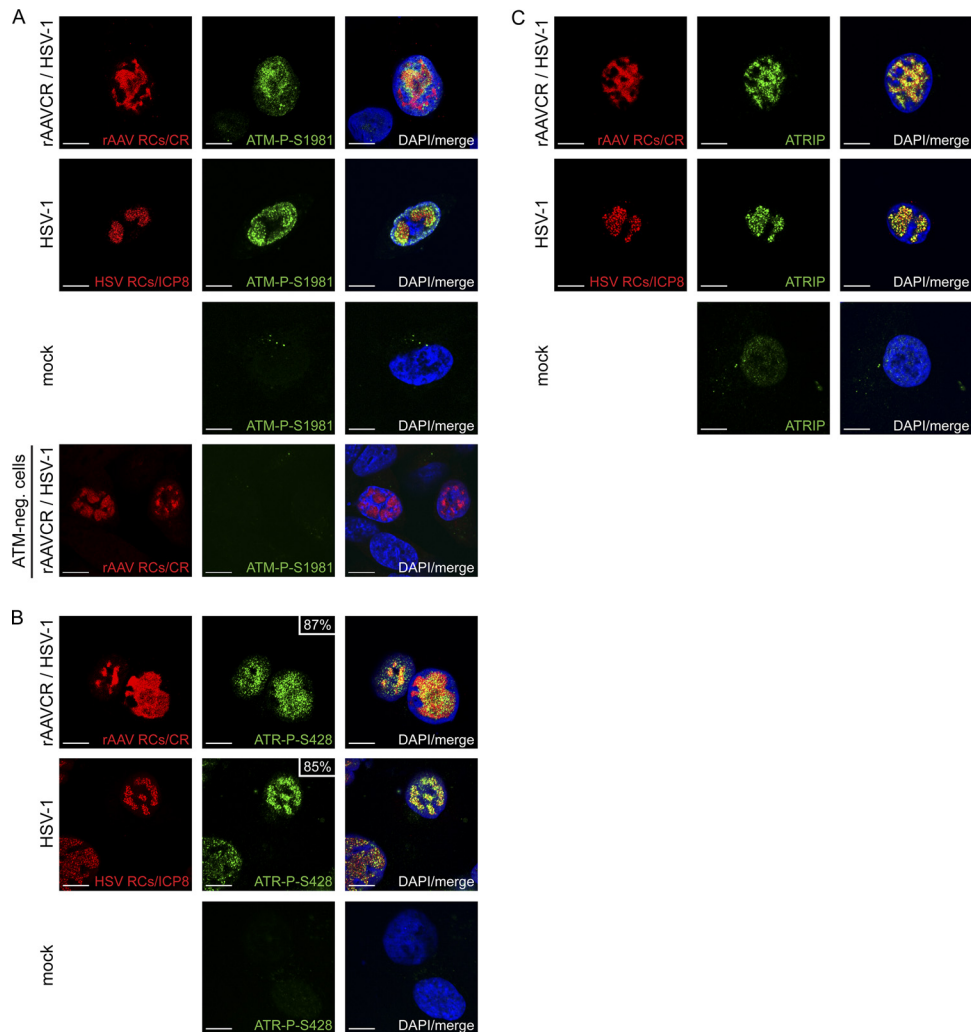 A
rAAVCR / HSV-1
rAAV RCs/CR
ATM-P-S1981
DAPI/merge
HSV-1
HSV RCs/ICP8
ATM-P-S1981
DAPI/merge
mock
ATM-P-S1981
DAPI/merge
ATM-neg. cells
rAAVCR / HSV-1
rAAV RCs/CR
ATM-P-S1981
DAPI/merge
B
rAAVCR / HSV-1
rAAV RCs/CR
87%
ATR-P-S428
DAPI/merge
HSV-1
HSV RCs/ICP8
85%
ATR-P-S428
DAPI/merge
mock
ATR-P-S428
DAPI/merge
C
rAAVCR / HSV-1
rAAV RCs/CR
ATRIP
DAPI/merge
HSV-1
HSV RCs/ICP8
ATRIP
DAPI/merge
mock
ATRIP
DAPI/merge